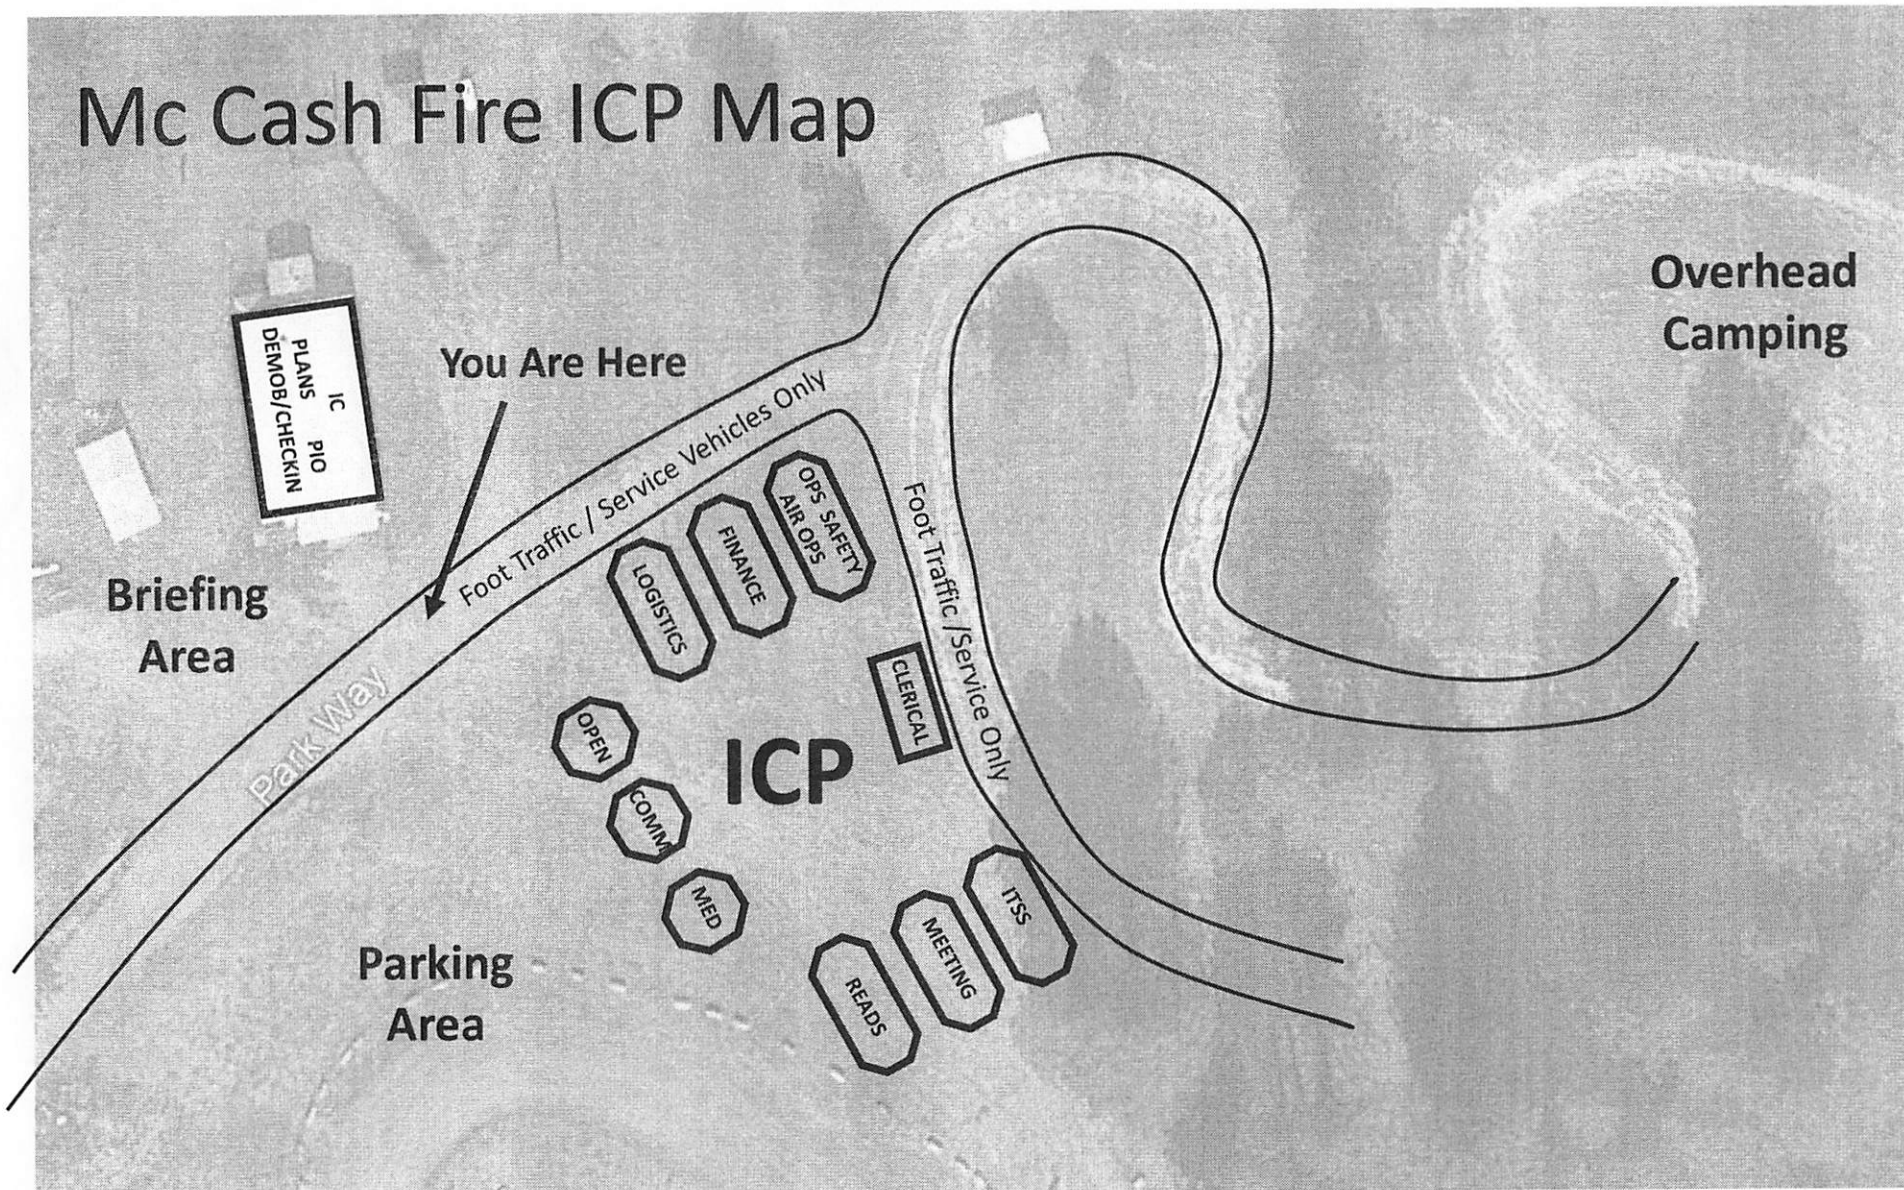 Mc Cash Fire ICP Map
Overhead
Camping
You Are Here
IC
PLANS PIO
DEMOB/CHECKIN
Foot Traffic / Service Vehicles Only
OPS SAFETY
AIR OPS
FINANCE
LOGISTICS
Foot Traffic /Service Only
Briefing
Area
Park Way
CLERICAL
OPEN
ICP
COMM
MED
ITSS
MEETING
READS
Parking
Area